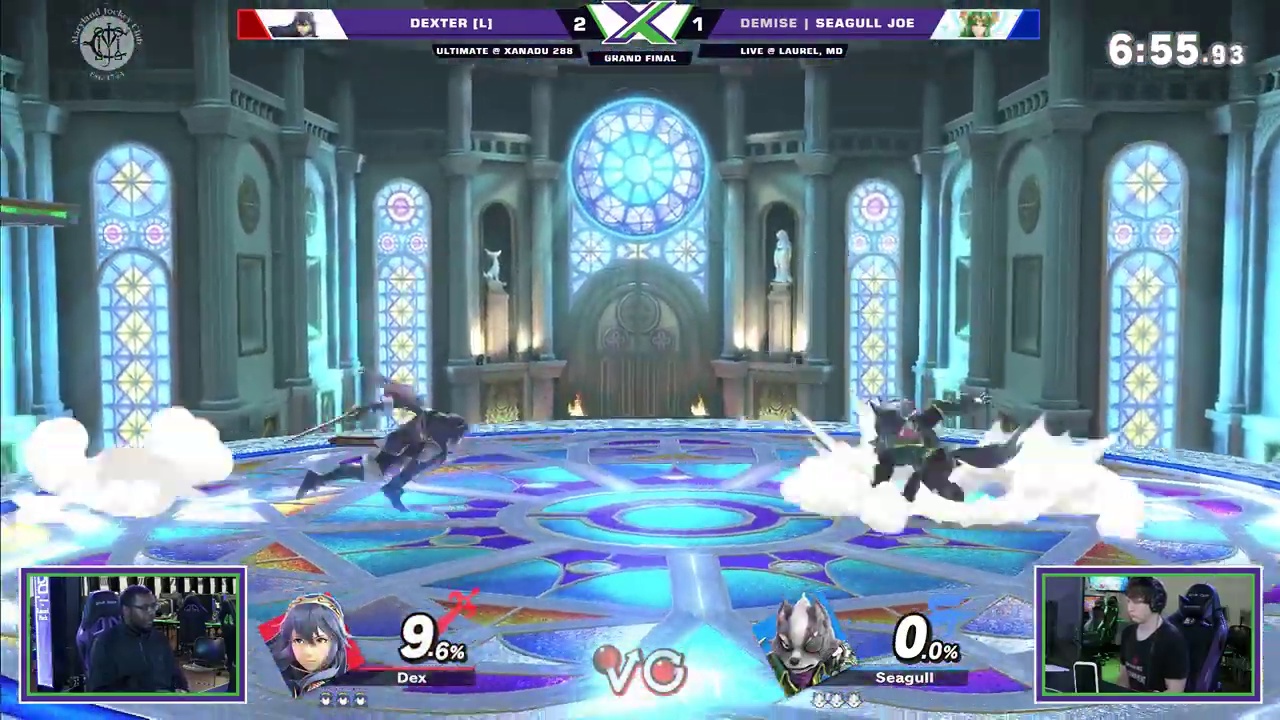 DEXTER [L]
2
1
DEMISE | SEAGULL JOE
ULTIMATE @ XANADU 288
GRAND FINAL
LIVE @ LAUREL, MD
6:55.93
9.6%
0.0%
Dex
Seagull
VG